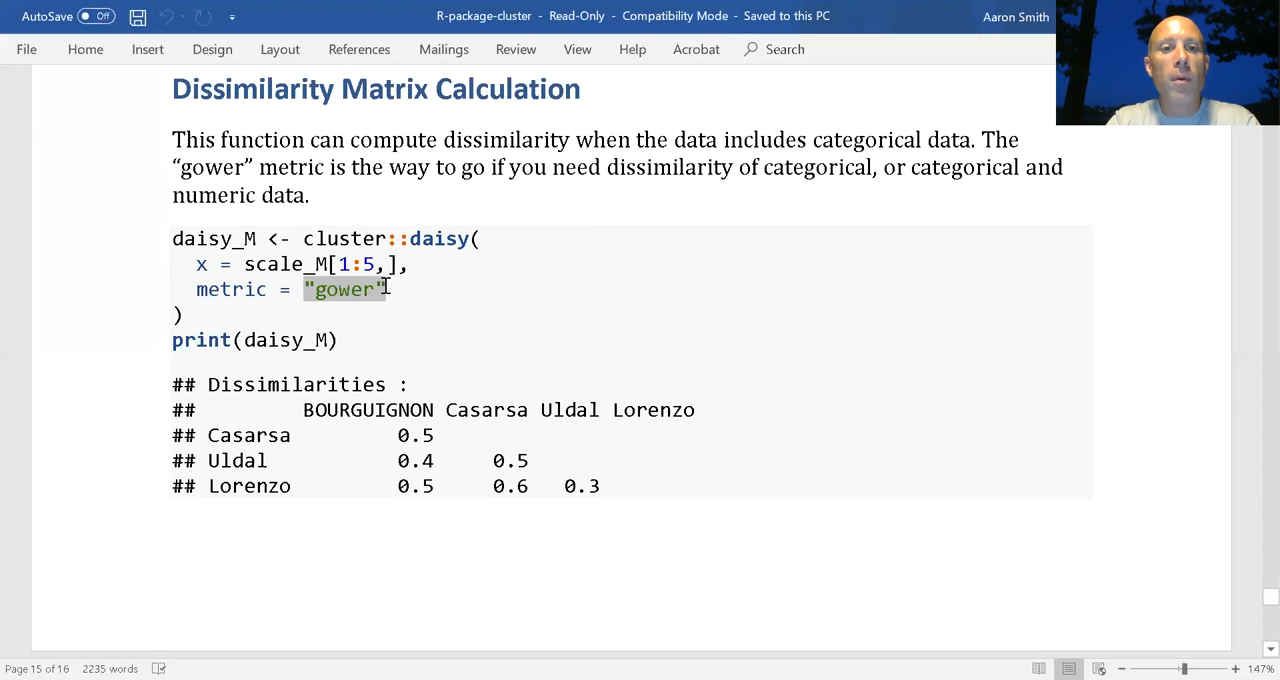 AutoSave Off R-package-cluster - Read-Only - Compatibility Mode - Saved to this PC Aaron Smith
File Home Insert Design Layout References Mailings Review View Help Acrobat Search
Dissimilarity Matrix Calculation
This function can compute dissimilarity when the data includes categorical data. The
“gower” metric is the way to go if you need dissimilarity of categorical, or categorical and
numeric data.
daisy_M <- cluster::daisy(
x = scale_M[1:5,],
metric = "gower"
)
print(daisy_M)
## Dissimilarities :
## BOURGUIGNON Casarsa Uldal Lorenzo
## Casarsa 0.5
## Uldal 0.4 0.5
## Lorenzo 0.5 0.6 0.3
Page 15 of 16 2235 words 147%